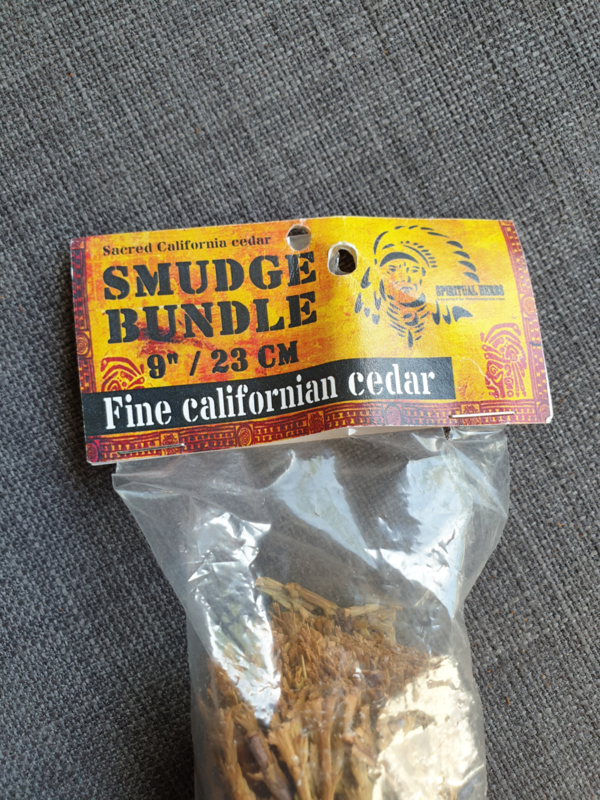 Sacred California cedar
SMUDGE
BUNDLE
9" / 23 CM
Fine californian cedar
SPIRITUAL HERBS